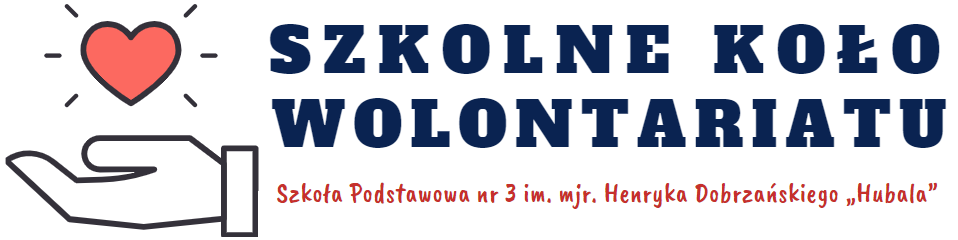 SZKOLNE KOŁO
WOLONTARIATU
Szkoła Podstawowa nr 3 im. mjr. Henryka Dobrzańskiego „Hubala”